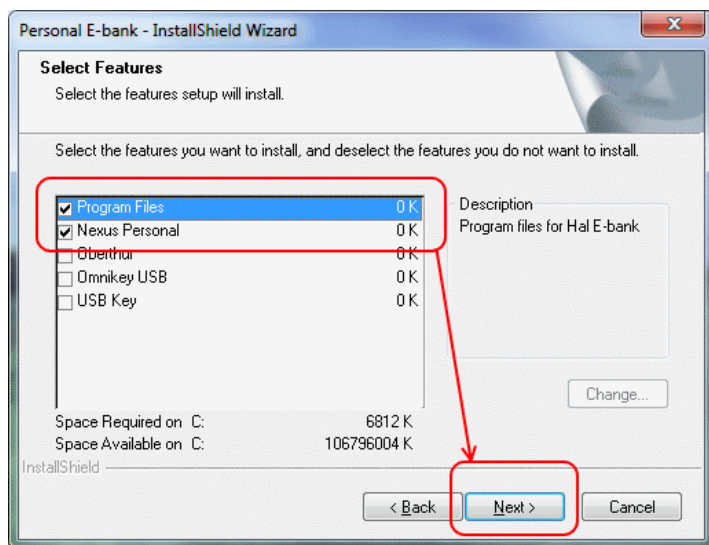 Personal E-bank - InstallShield Wizard
Select Features
Select the features setup will install.
Select the features you want to install, and deselect the features you do not want to install.
Program Files 0 K
Nexus Personal 0 K
Oberthur 0 K
Omnikey USB 0 K
USB Key 0 K
Description
Program files for Hal E-bank
Change...
Space Required on C: 6812 K
Space Available on C: 106796004 K
InstallShield
< Back Next > Cancel